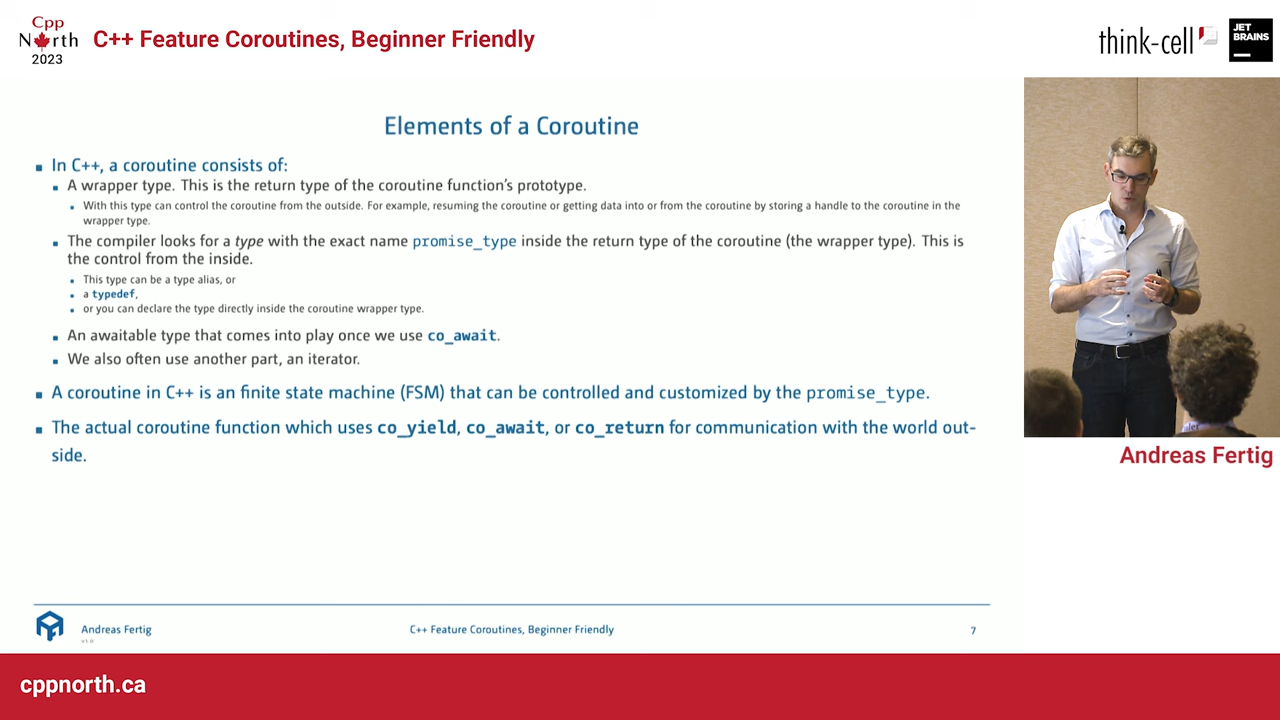 Cpp
North
2023
C++ Feature Coroutines, Beginner Friendly
think-cell
JET
BRAINS
Elements of a Coroutine
In C++, a coroutine consists of:
A wrapper type. This is the return type of the coroutine function's prototype.
With this type can control the coroutine from the outside. For example, resuming the coroutine or getting data into or from the coroutine by storing a handle to the coroutine in the
wrapper type.
The compiler looks for a type with the exact name promise_type inside the return type of the coroutine (the wrapper type). This is
the control from the inside.
This type can be a type alias, or
a typedef,
or you can declare the type directly inside the coroutine wrapper type.
An awaitable type that comes into play once we use co_await.
We also often use another part, an iterator.
A coroutine in C++ is an finite state machine (FSM) that can be controlled and customized by the promise_type.
The actual coroutine function which uses co_yield, co_await, or co_return for communication with the world out-
side.
Andreas Fertig
Andreas Fertig
v1.0
C++ Feature Coroutines, Beginner Friendly
7
cppnorth.ca